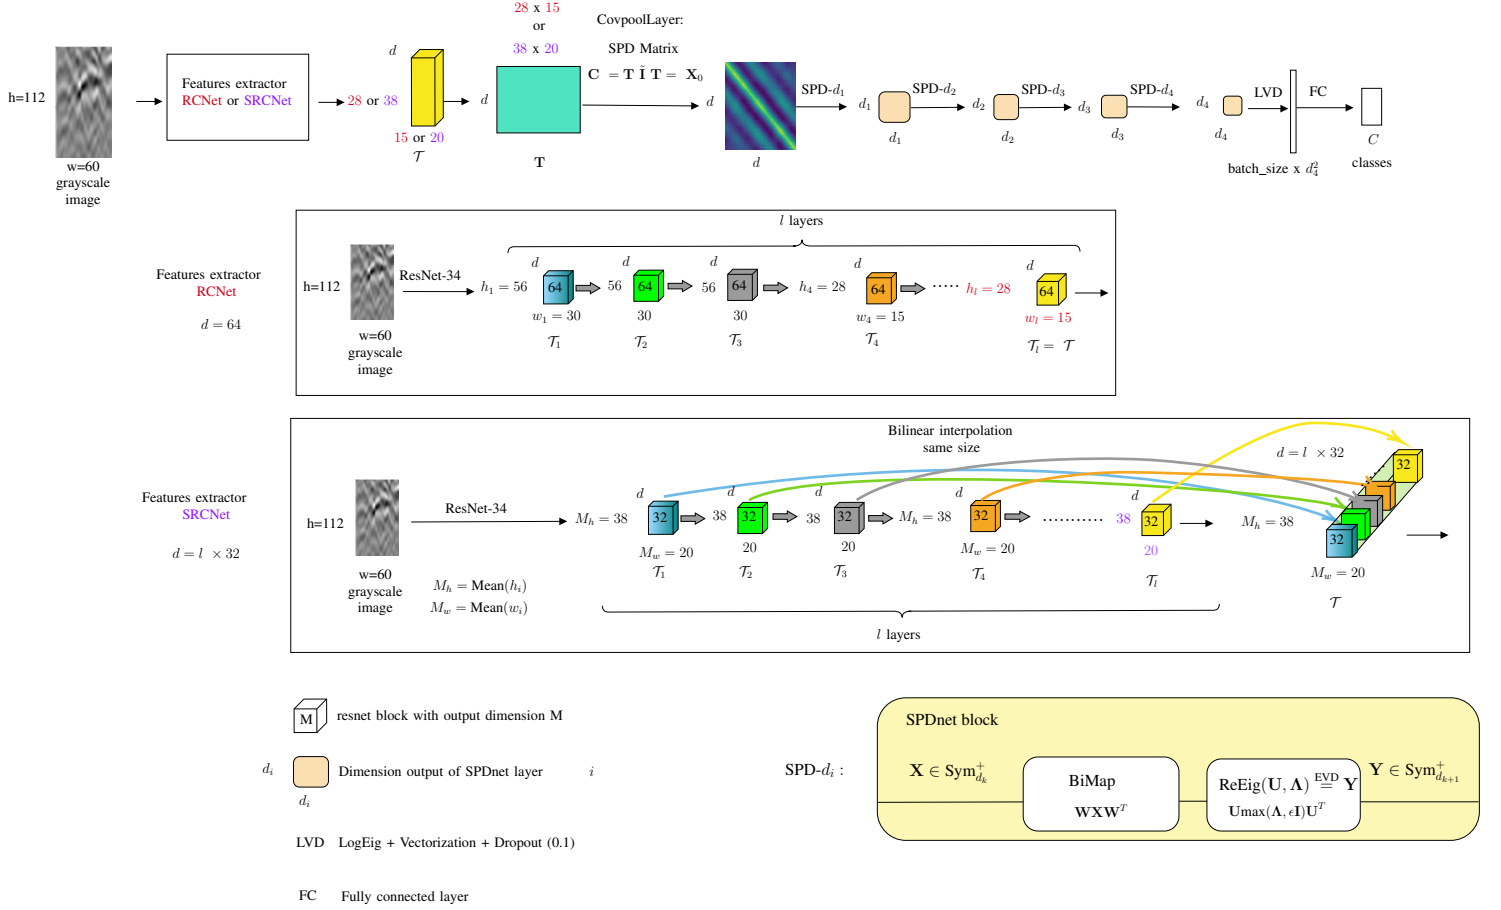 h=112
w=60
grayscale
image
Features extractor
RCNet or SRCNet
d
28 or 38
15 or 20
𝒯
28 x 15
or
38 x 20
d
T
CovpoolLayer:
SPD Matrix
C = T Ĩ T = X₀
d
d
SPD-d₁
d₁
d₁
SPD-d₂
d₂
d₂
SPD-d₃
d₃
d₃
SPD-d₄
d₄
d₄
LVD
batch_size x d₄²
FC
C
classes
Features extractor
RCNet
d = 64
h=112
w=60
grayscale
image
ResNet-34
l layers
h₁ = 56
d
64
w₁ = 30
𝒯₁
56
d
64
30
𝒯₂
56
d
64
30
𝒯₃
h₄ = 28
d
64
w₄ = 15
𝒯₄
......
h_l = 28
d
64
w_l = 15
𝒯_l = 𝒯
Features extractor
SRCNet
d = l × 32
h=112
w=60
grayscale
image
ResNet-34
M_h = Mean(h_i)
M_w = Mean(w_i)
Bilinear interpolation
same size
M_h = 38
d
32
M_w = 20
𝒯₁
38
d
32
20
𝒯₂
38
d
32
20
𝒯₃
M_h = 38
d
32
M_w = 20
𝒯₄
..........
38
d
32
20
𝒯_l
l layers
d = l × 32
32
M_h = 38
32
M_w = 20
𝒯
M
resnet block with output dimension M
d_i
d_i
Dimension output of SPDnet layer i
LVD LogEig + Vectorization + Dropout (0.1)
FC Fully connected layer
SPD-d_i :
SPDnet block
X ∈ Sym⁺_{d_k}
BiMap
WXWᵀ
ReEig(U, Λ) EVD = Y
Umax(Λ, ϵI)Uᵀ
Y ∈ Sym⁺_{d_{k+1}}